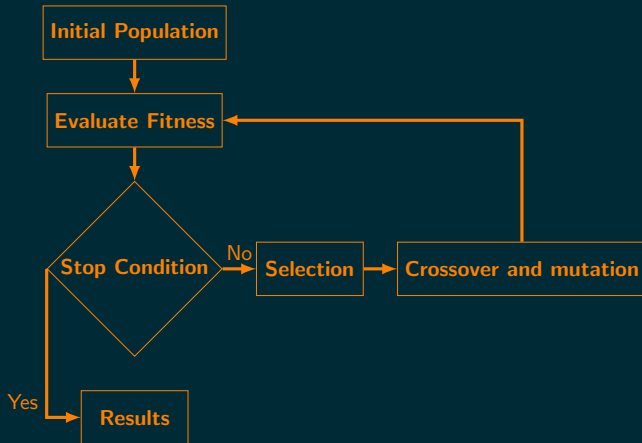 Initial Population
Evaluate Fitness
Stop Condition
No
Selection
Crossover and mutation
Yes
Results